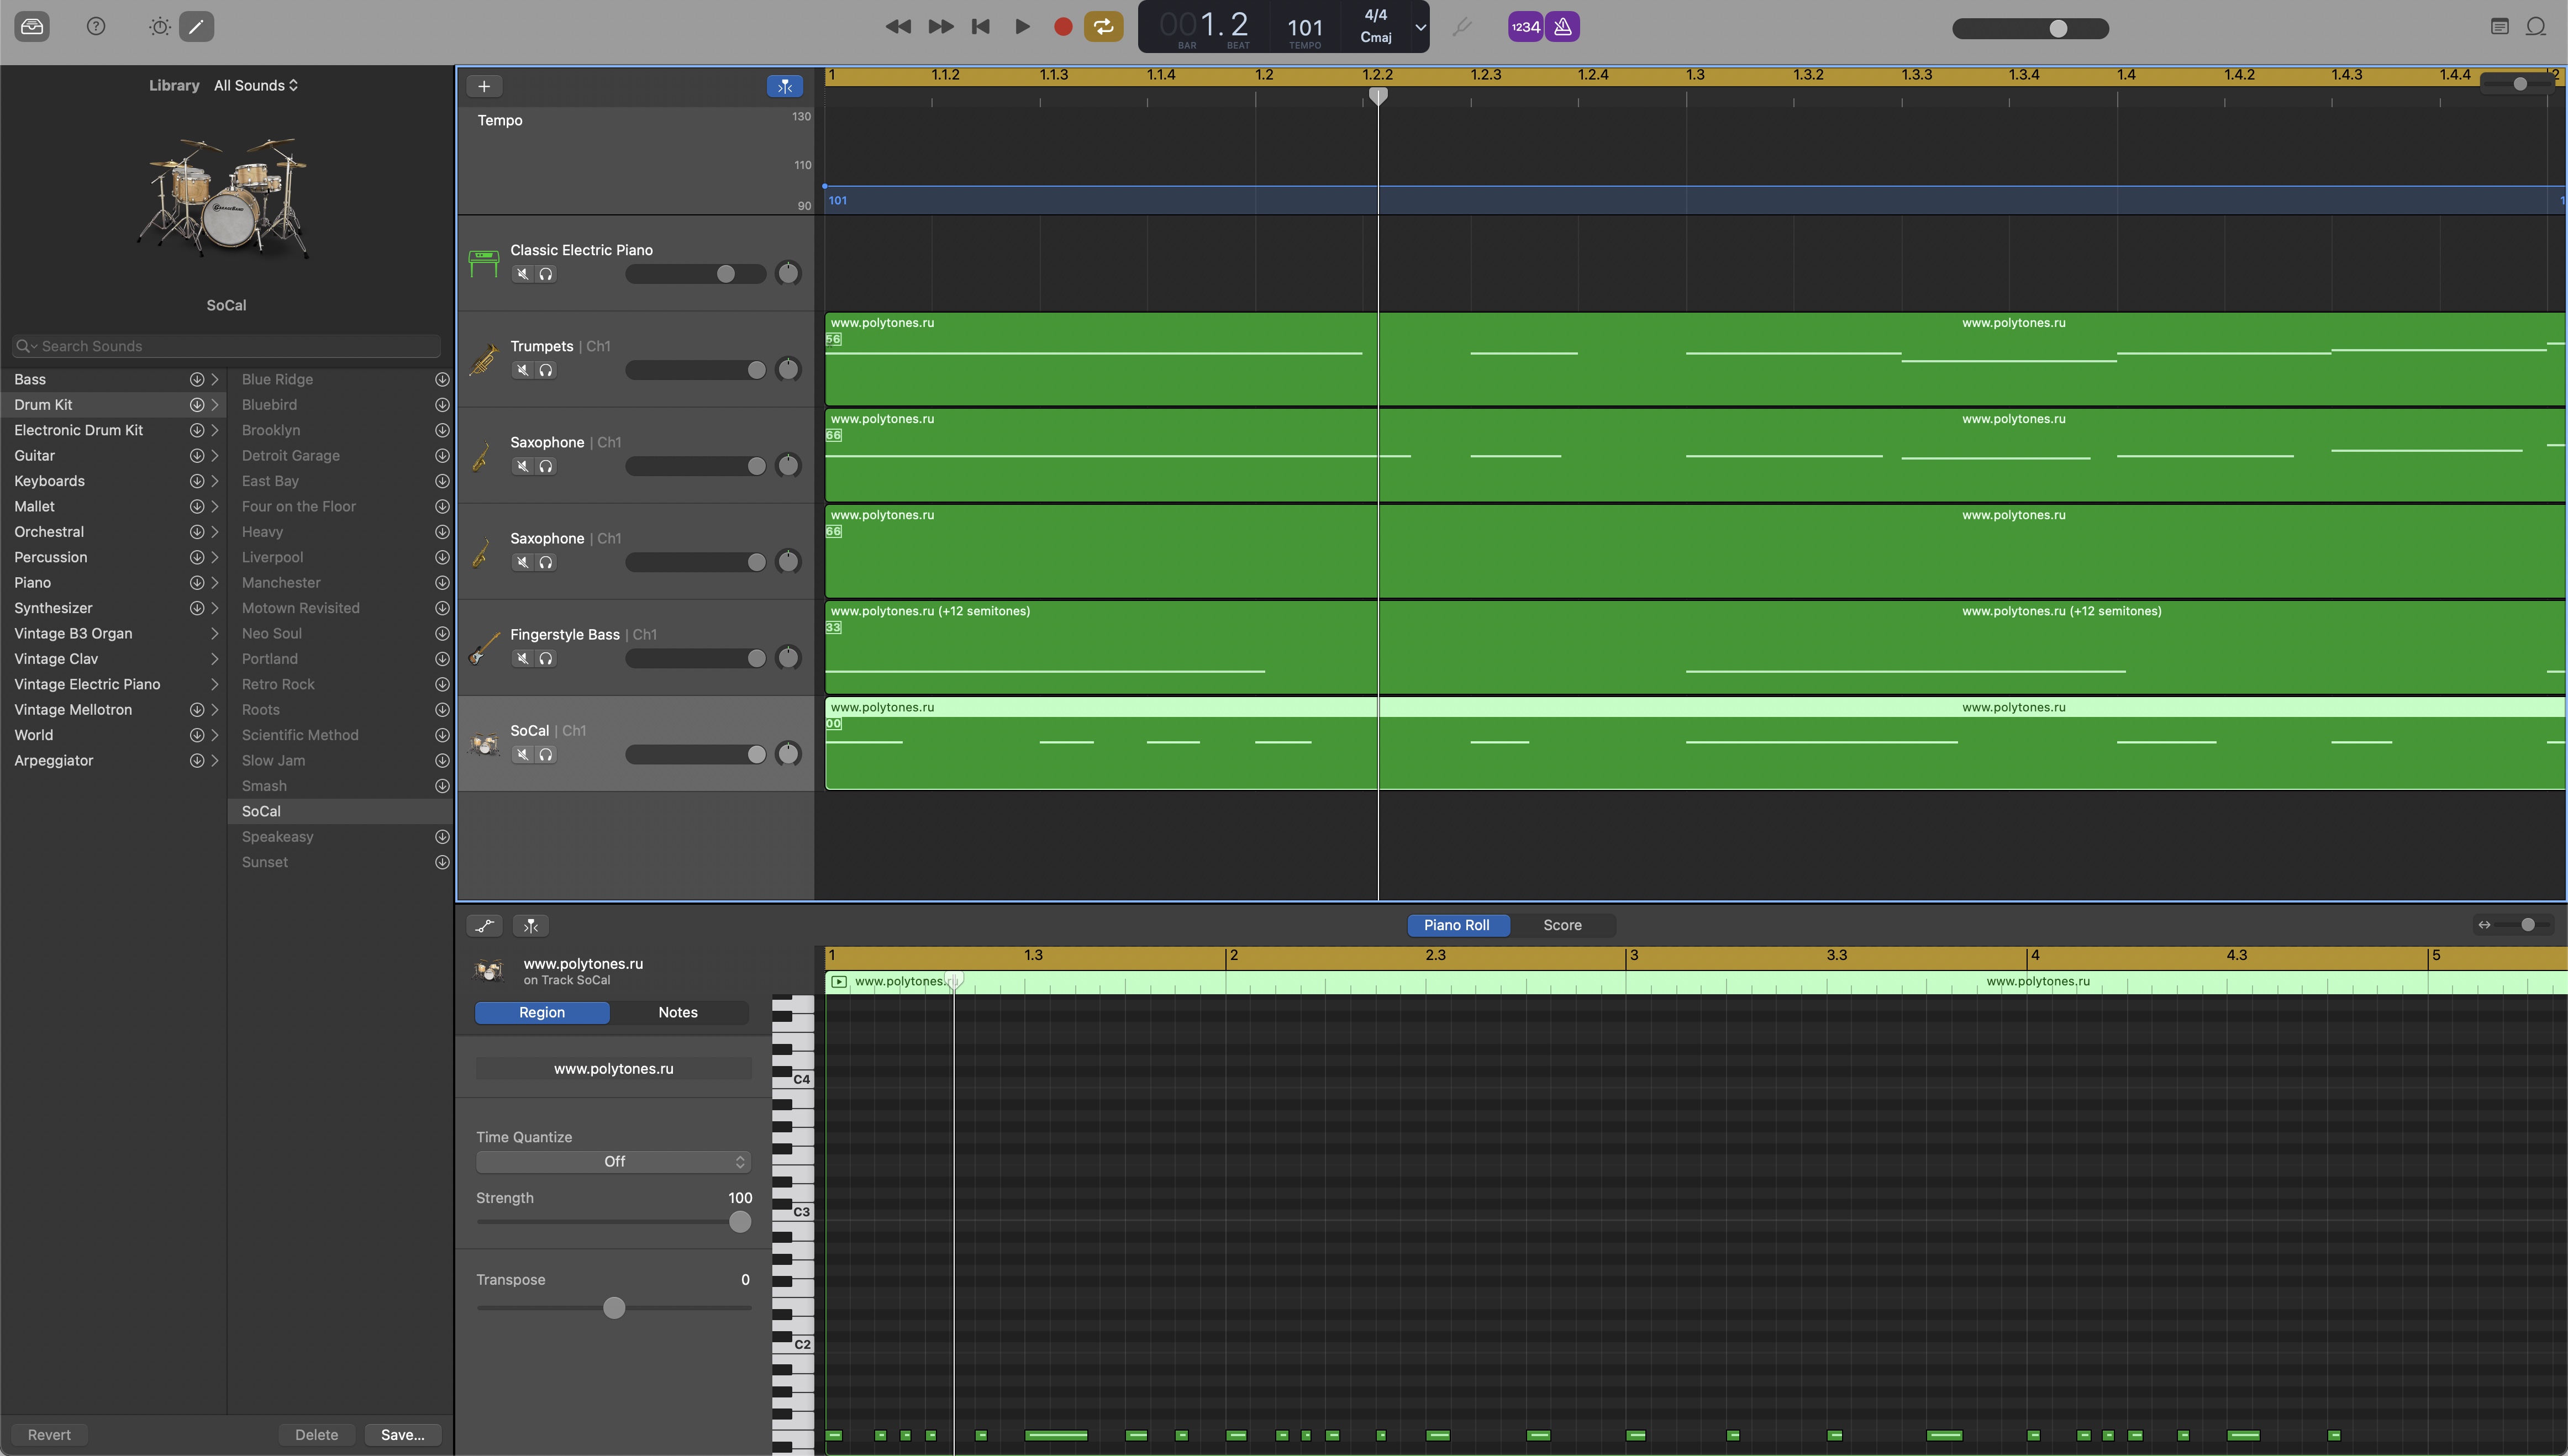 1.2
101
4/4
Cmaj
BAR
BEAT
TEMPO
1234
Library
All Sounds
SoCal
Search Sounds
Bass
Drum Kit
Electronic Drum Kit
Guitar
Keyboards
Mallet
Orchestral
Percussion
Piano
Synthesizer
Vintage B3 Organ
Vintage Clav
Vintage Electric Piano
Vintage Mellotron
World
Arpeggiator
Blue Ridge
Bluebird
Brooklyn
Detroit Garage
East Bay
Four on the Floor
Heavy
Liverpool
Manchester
Motown Revisited
Neo Soul
Portland
Retro Rock
Roots
Scientific Method
Slow Jam
Smash
SoCal
Speakeasy
Sunset
Revert
Delete
Save...
1 1.1.2 1.1.3 1.1.4 1.2 1.2.2 1.2.3 1.2.4 1.3 1.3.2 1.3.3 1.3.4 1.4 1.4.2 1.4.3 1.4.4 2
Tempo
130
110
90
101
Classic Electric Piano
Trumpets | Ch1
www.polytones.ru www.polytones.ru
56
Saxophone | Ch1
www.polytones.ru www.polytones.ru
66
Saxophone | Ch1
www.polytones.ru www.polytones.ru
66
Fingerstyle Bass | Ch1
www.polytones.ru (+12 semitones) www.polytones.ru (+12 semitones)
33
SoCal | Ch1
www.polytones.ru www.polytones.ru
00
Piano Roll
Score
1 1.3 2 2.3 3 3.3 4 4.3 5
www.polytones.ru
on Track SoCal
www.polytones.ru www.polytones.ru
Region
Notes
www.polytones.ru
Time Quantize
Off
Strength 100
Transpose 0
C4
C3
C2